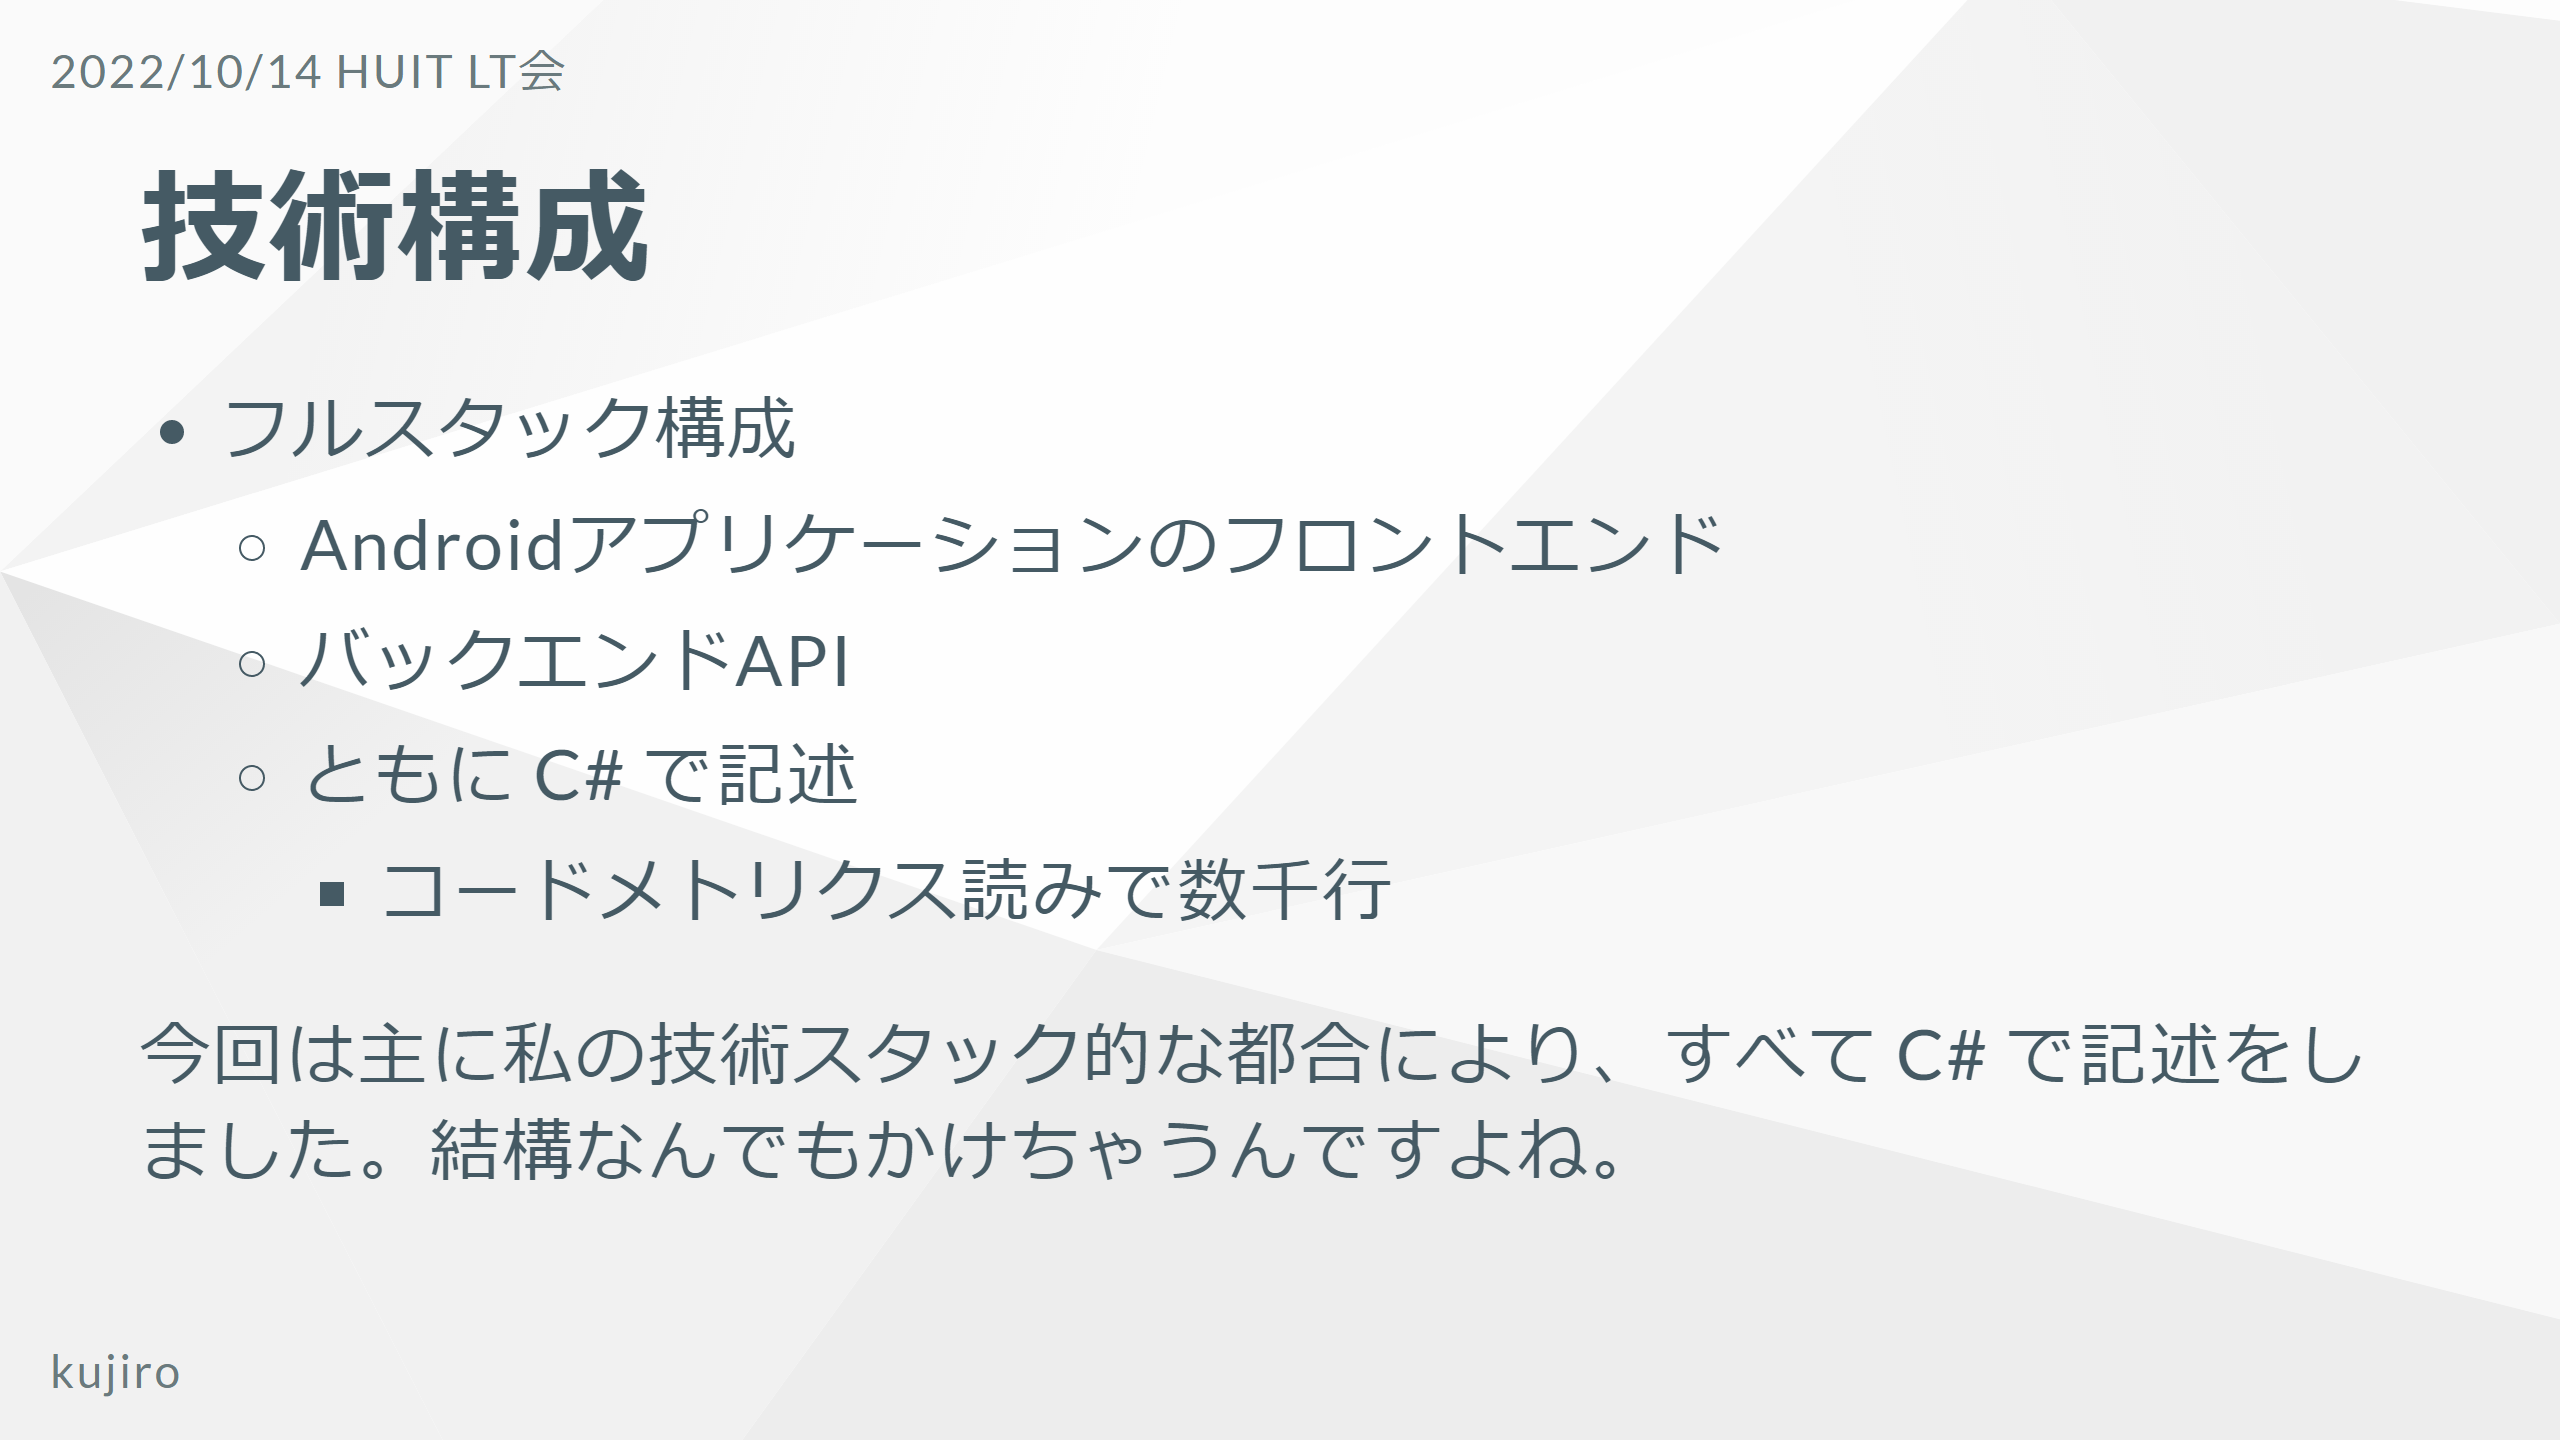 2022/10/14 HUIT LT会
技術構成
• フルスタック構成
○ Androidアプリケーションのフロントエンド
○ バックエンドAPI
○ ともに C# で記述
■ コードメトリクス読みで数千行
今回は主に私の技術スタック的な都合により、すべて C# で記述をし
ました。結構なんでもかけちゃうんですよね。
kujiro